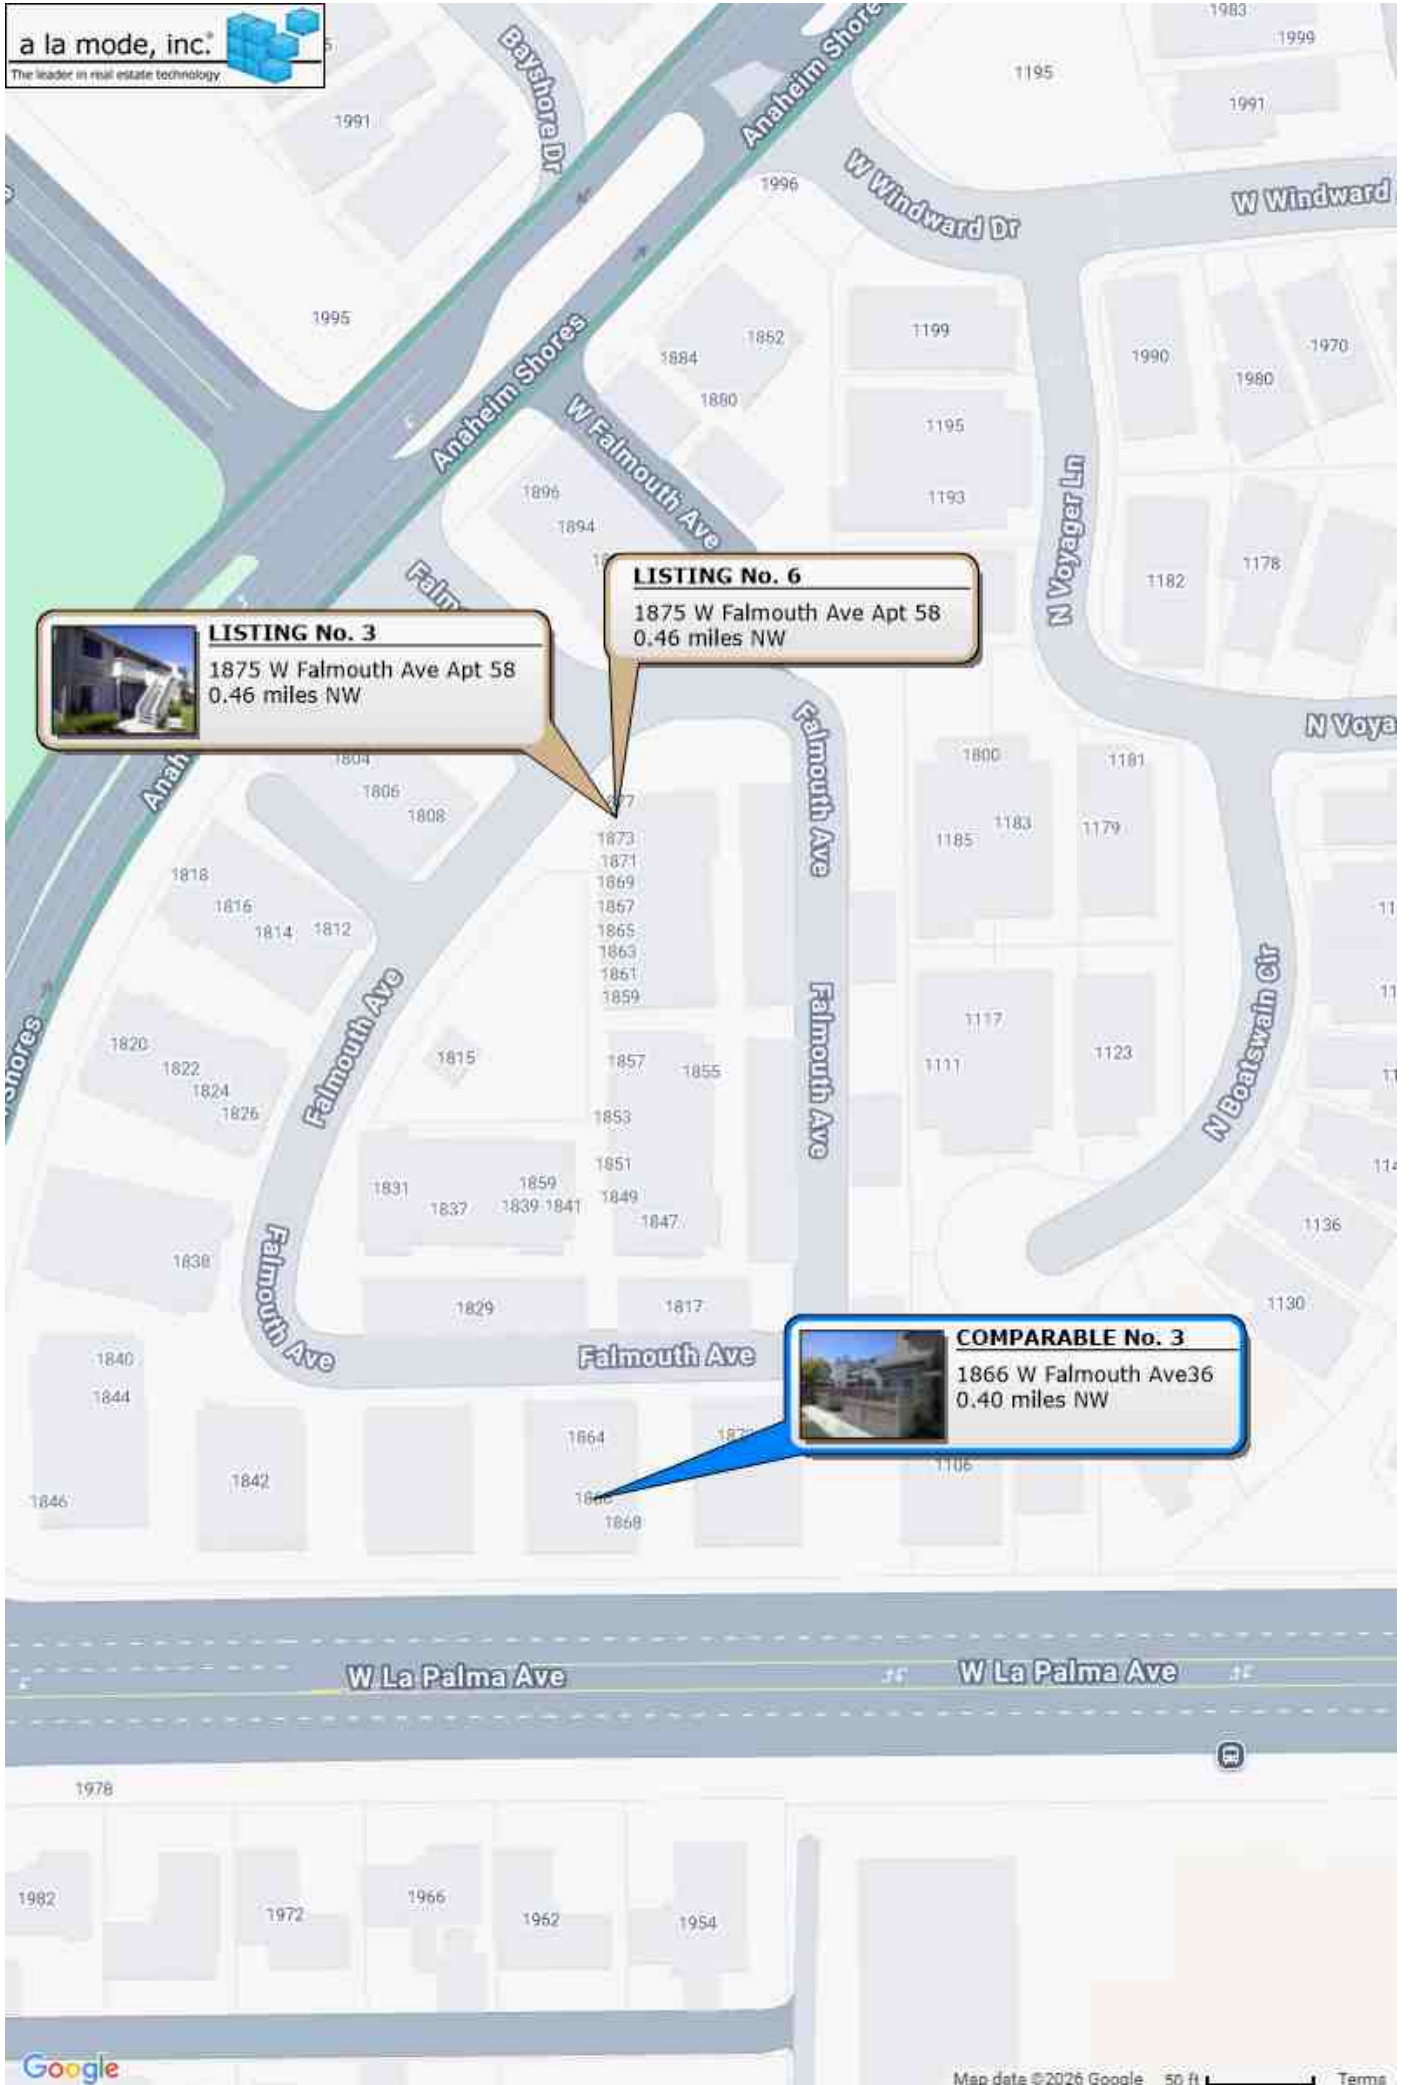 a la mode, inc.
The leader in real estate technology
Bayshore Dr
Anaheim Shore
1983
1999
1195
1991
1991
W Windward Dr
W Windward
1996
1995
Anaheim Shores
1884
1862
1880
1199
1990
1980
1970
W Falmouth Ave
1195
1193
1896
1894
N Voyager Ln
1182
1178
LISTING No. 6
1875 W Falmouth Ave Apt 58
0.46 miles NW
LISTING No. 3
1875 W Falmouth Ave Apt 58
0.46 miles NW
Falmouth Ave
N Voya
1804
1806
1808
1800
1181
1185
1183
1179
1873
1871
1869
1867
1865
1863
1861
1859
1818
1816
1814
1812
Falmouth Ave
Falmouth Ave
N Boatswain Cir
1117
1111
1123
1820
1822
1824
1826
1815
1857
1855
1853
1851
1849
1847
1831
1837
1859
1839
1841
1838
Falmouth Ave
1829
1817
1136
1130
Falmouth Ave
COMPARABLE No. 3
1866 W Falmouth Ave36
0.40 miles NW
1840
1844
1842
1846
1864
1868
1106
W La Palma Ave
W La Palma Ave
1978
1982
1972
1966
1962
1954
Google
Map data ©2026 Google
50 ft
Terms